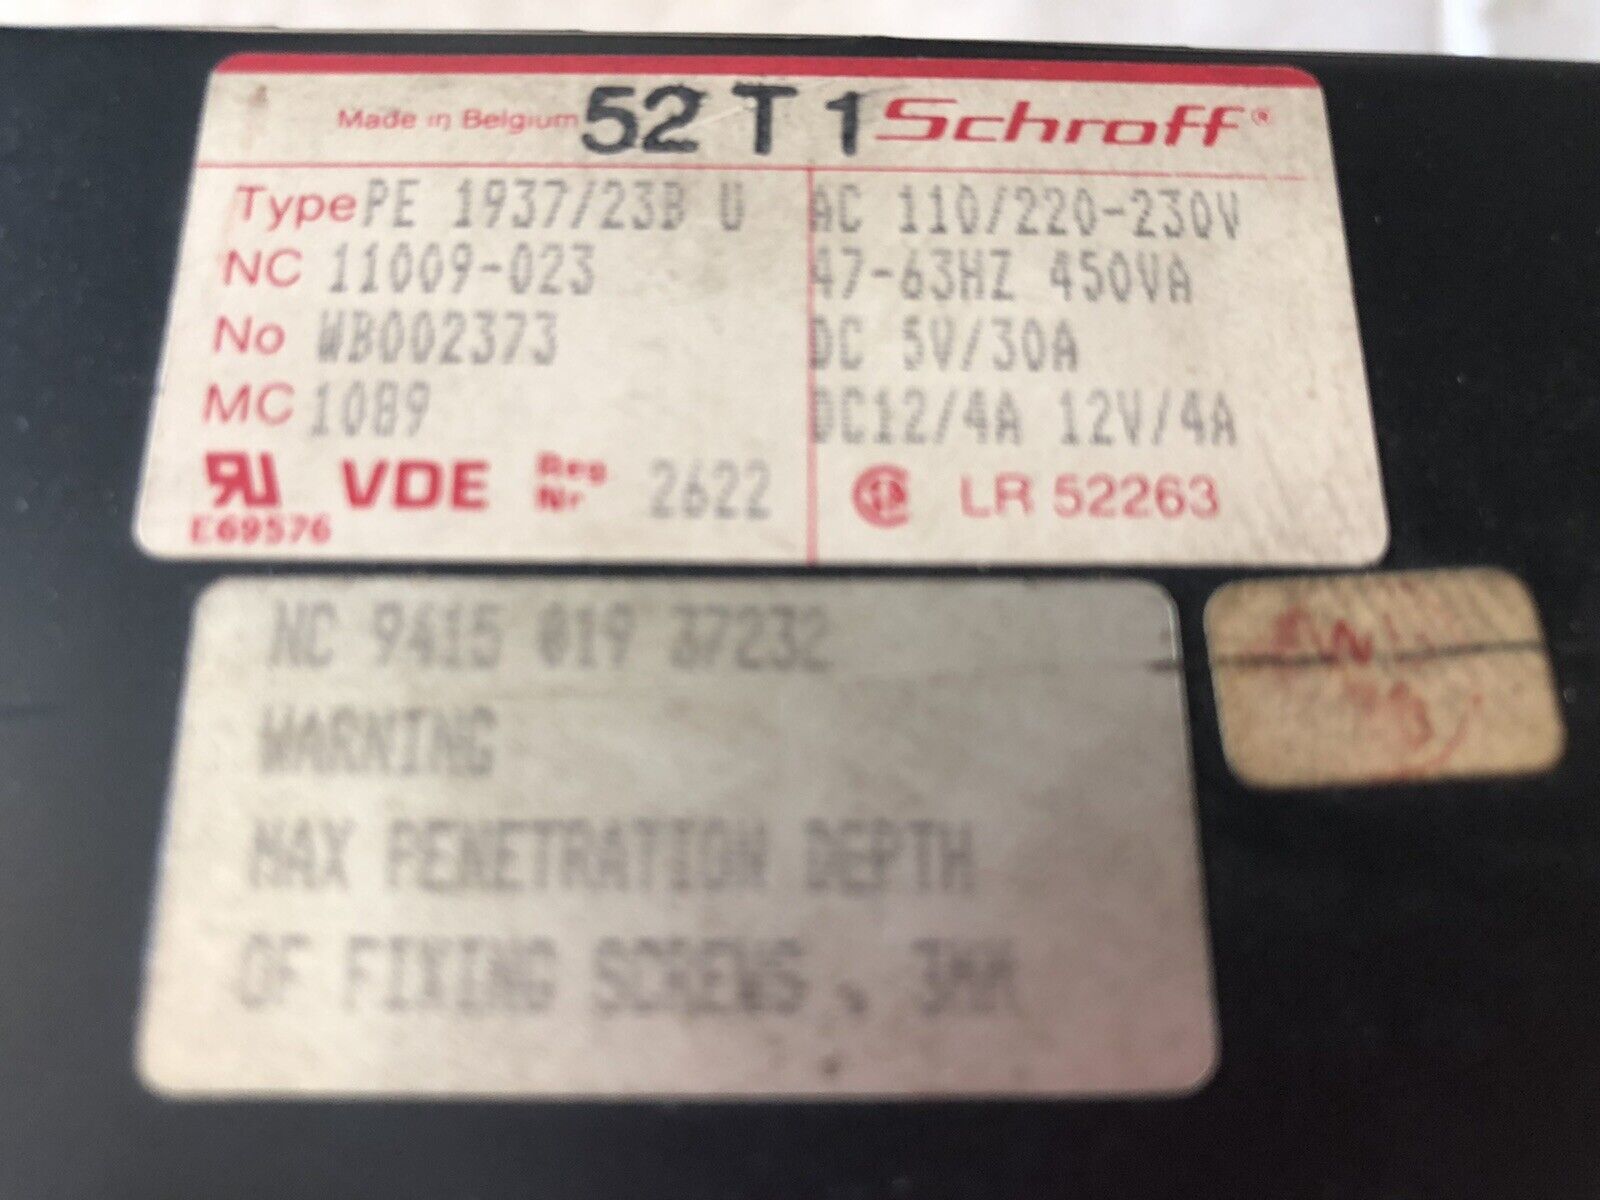 Made in Belgium 52 T 1 Schroff®
Type PE 1937/23B U
NC 11009-023
No WB002373
MC 1089
VDE Reg Nr 2622
E69576
AC 110/220-230V
47-63HZ 450VA
DC 5V/30A
DC12/4A 12V/4A
LR 52263
NC 9415 019 37232
WARNING
MAX PENETRATION DEPTH
OF FIXING SCREWS . 3MM